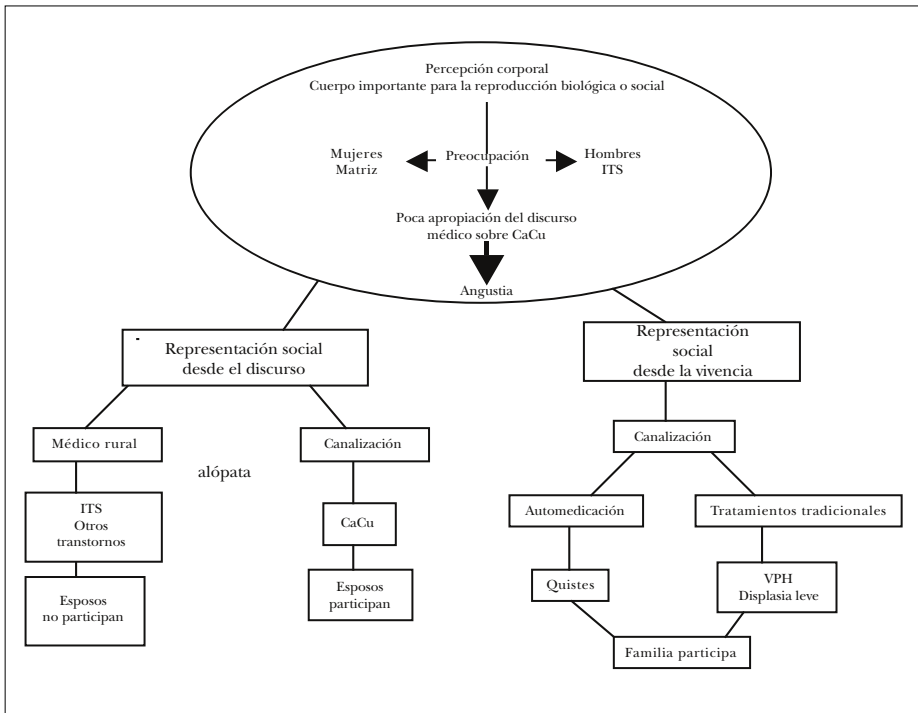 Percepción corporal
Cuerpo importante para la reproducción biológica o social
Mujeres
Matriz
Preocupación
Hombres
ITS
Poca apropiación del discurso
médico sobre CaCu
Angustia
Representación social
desde el discurso
Representación
social
desde la vivencia
Médico rural
Canalización
alópata
ITS
Otros
transtornos
CaCu
Esposos
no participan
Esposos
participan
Canalización
Automedicación
Tratamientos tradicionales
Quistes
VPH
Displasia leve
Familia participa